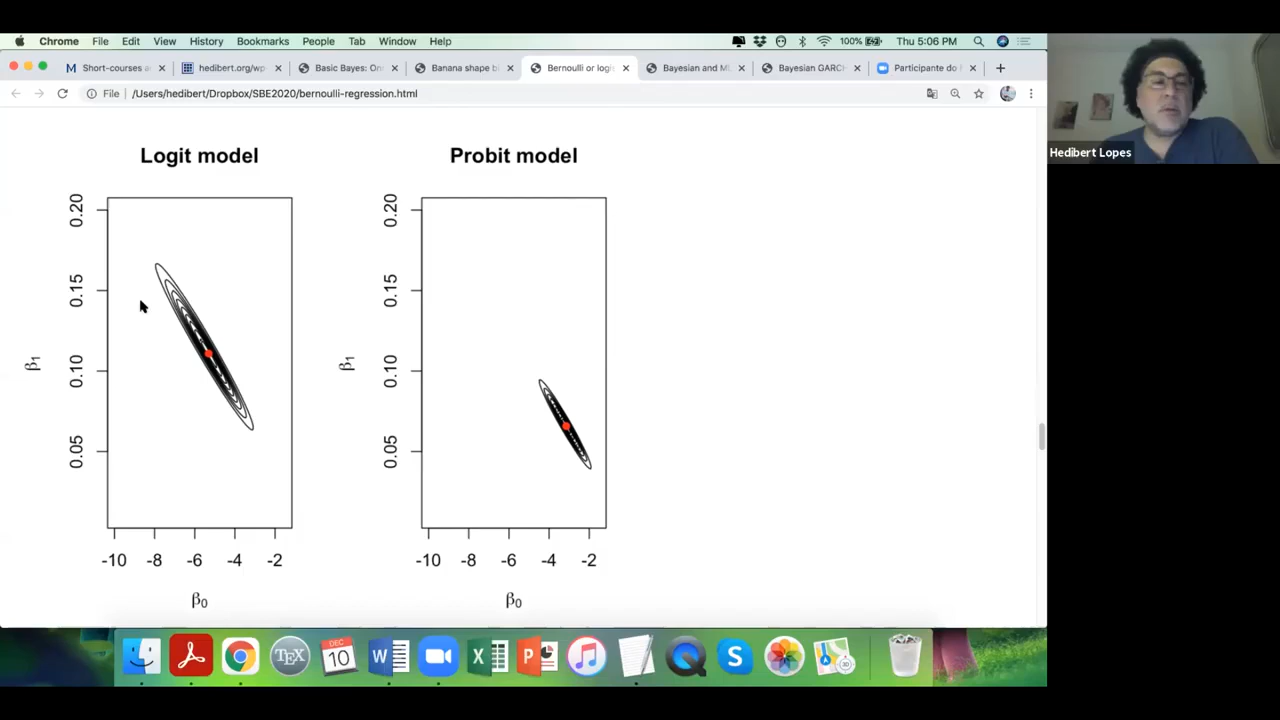 Chrome File Edit View History Bookmarks People Tab Window Help 100% Thu 5:06 PM
Short-courses a hedibert.org/wp Basic Bayes: On Banana shape b Bernoulli or logi Bayesian and M Bayesian GARCH Participante do
File /Users/hedibert/Dropbox/SBE2020/bernoulli-regression.html
Hedibert Lopes
Logit model
Probit model
0.20
0.15
0.10
0.05
β1
-10 -8 -6 -4 -2
β0
0.20
0.15
0.10
0.05
β1
-10 -8 -6 -4 -2
β0
TEX
DEC
10
W
X
P
S
3D